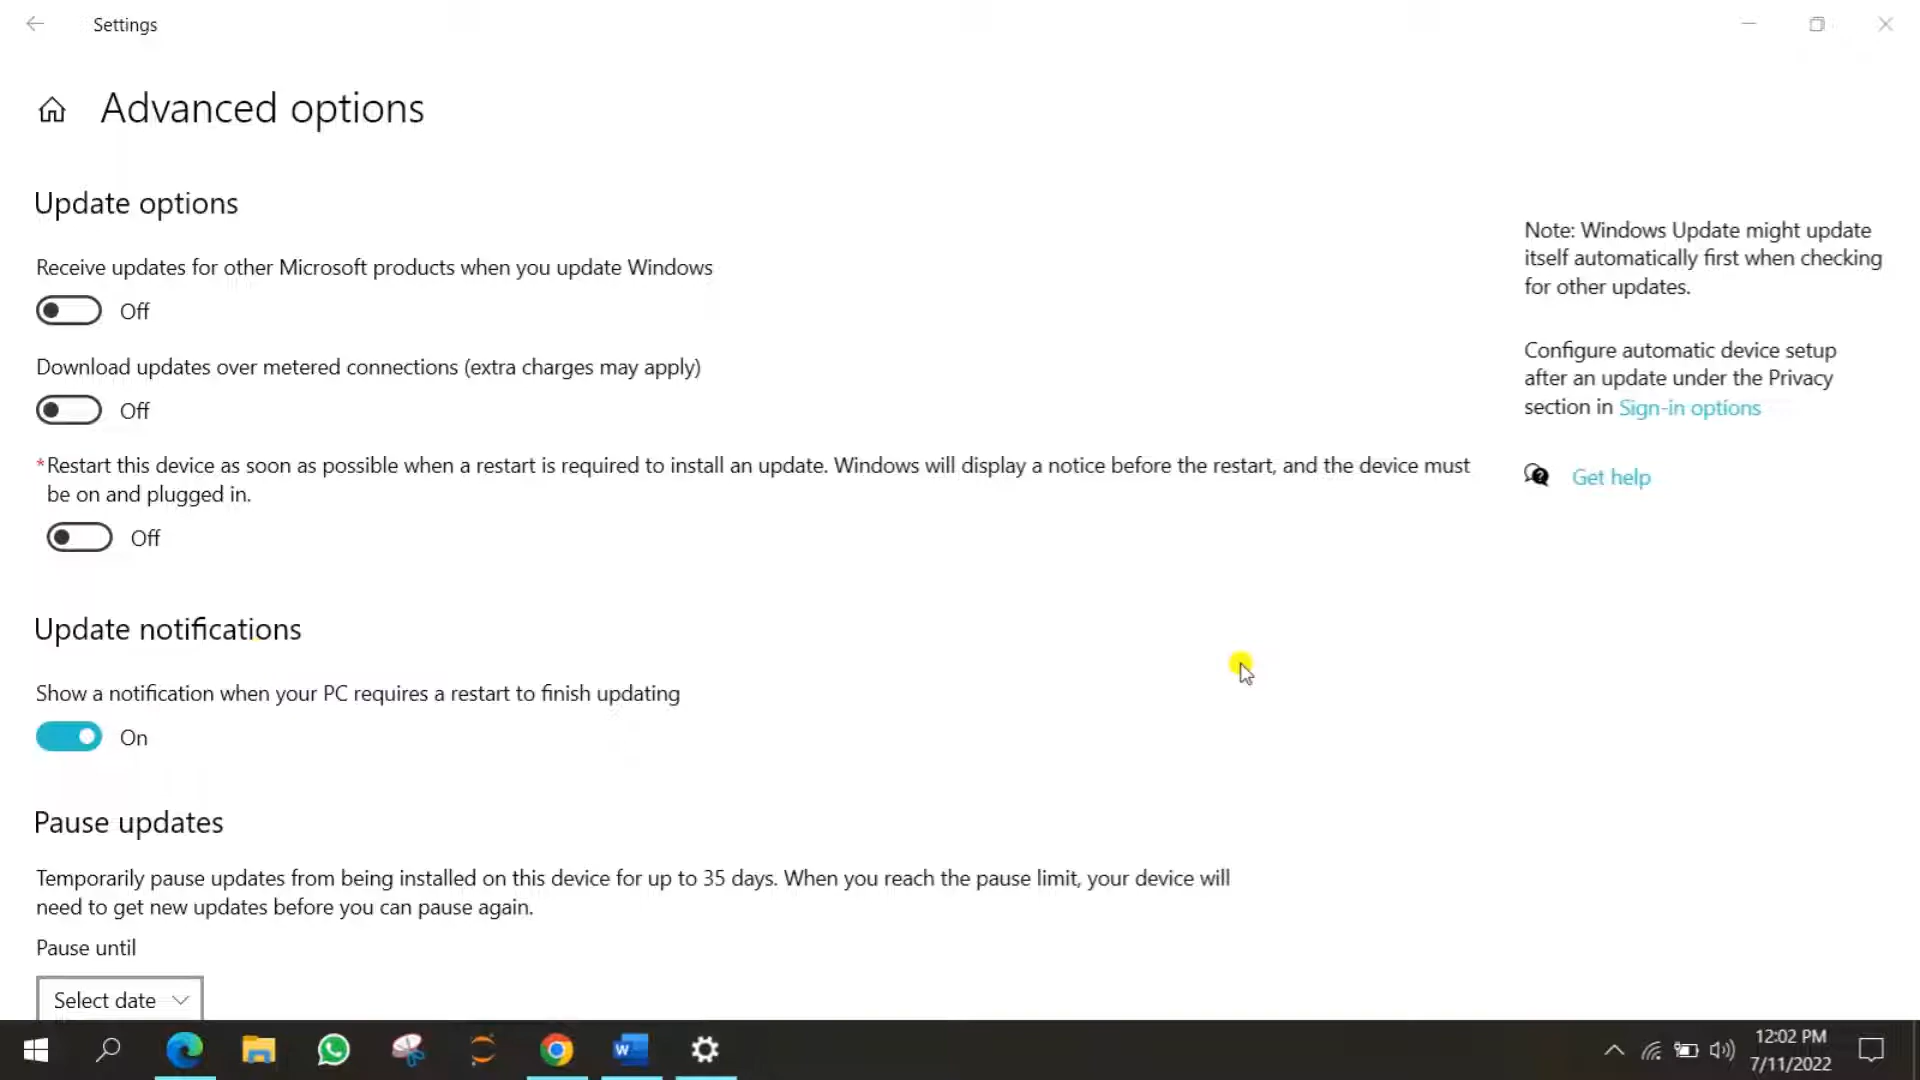 Settings
Advanced options
Update options
Receive updates for other Microsoft products when you update Windows
Off
Download updates over metered connections (extra charges may apply)
Off
*Restart this device as soon as possible when a restart is required to install an update. Windows will display a notice before the restart, and the device must
be on and plugged in.
Off
Update notifications
Show a notification when your PC requires a restart to finish updating
On
Pause updates
Temporarily pause updates from being installed on this device for up to 35 days. When you reach the pause limit, your device will
need to get new updates before you can pause again.
Pause until
Select date
Note: Windows Update might update
itself automatically first when checking
for other updates.
Configure automatic device setup
after an update under the Privacy
section in Sign-in options
Get help
W
12:02 PM
7/11/2022